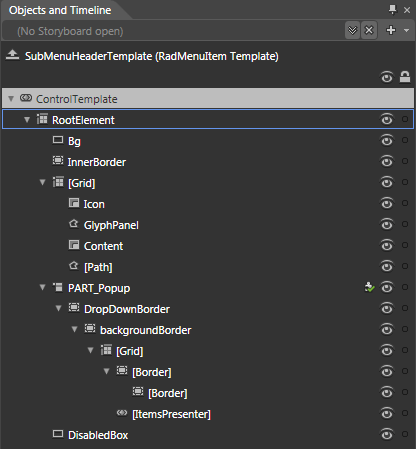 Objects and Timeline
(No Storyboard open)
SubMenuHeaderTemplate (RadMenuItem Template)
ControlTemplate
RootElement
Bg
InnerBorder
[Grid]
Icon
GlyphPanel
Content
[Path]
PART_Popup
DropDownBorder
backgroundBorder
[Grid]
[Border]
[Border]
[ItemsPresenter]
DisabledBox